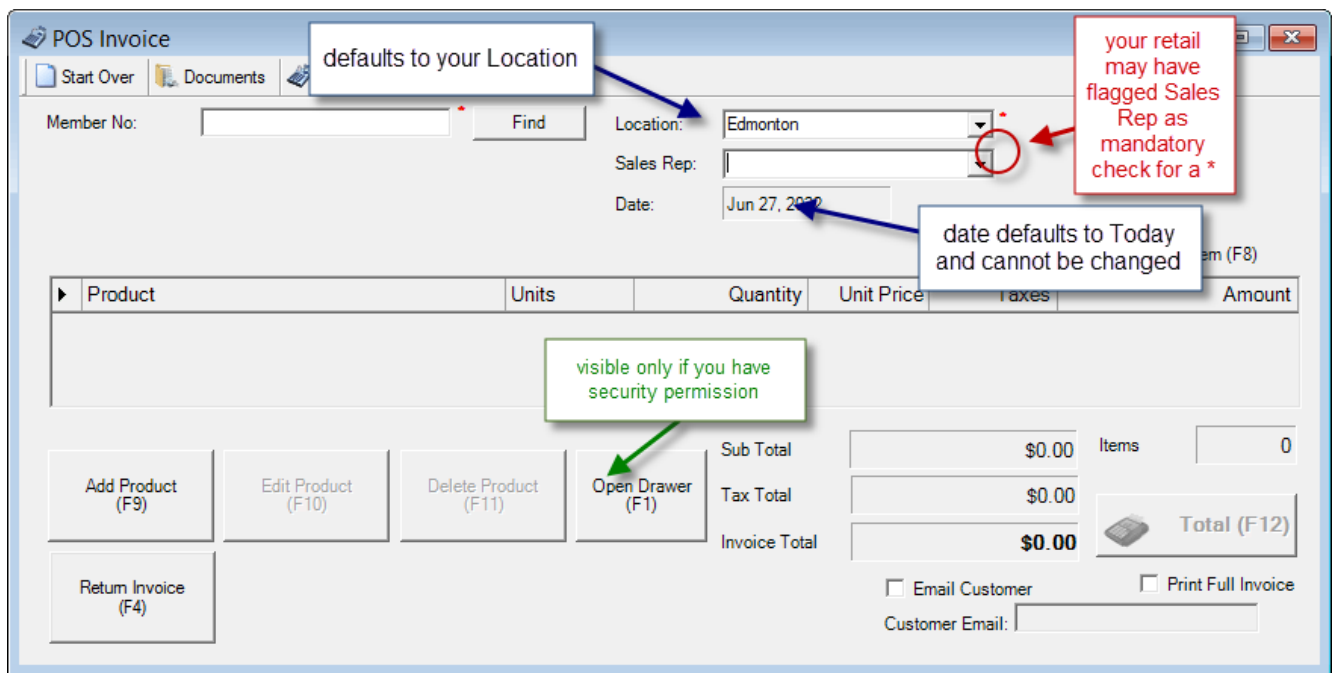 POS Invoice
Start Over
Documents
defaults to your Location
your retail
may have
flagged Sales
Rep as
mandatory
check for a *
Member No:
*
Find
Location:
Edmonton
*
Sales Rep:
Date:
Jun 27, 2022
date defaults to Today
and cannot be changed
(F8)
Product
Units
Quantity
Unit Price
Taxes
Amount
visible only if you have
security permission
Add Product
(F9)
Edit Product
(F10)
Delete Product
(F11)
Open Drawer
(F1)
Sub Total
$0.00
Items
0
Tax Total
$0.00
Total (F12)
Invoice Total
$0.00
Return Invoice
(F4)
Email Customer
Print Full Invoice
Customer Email: